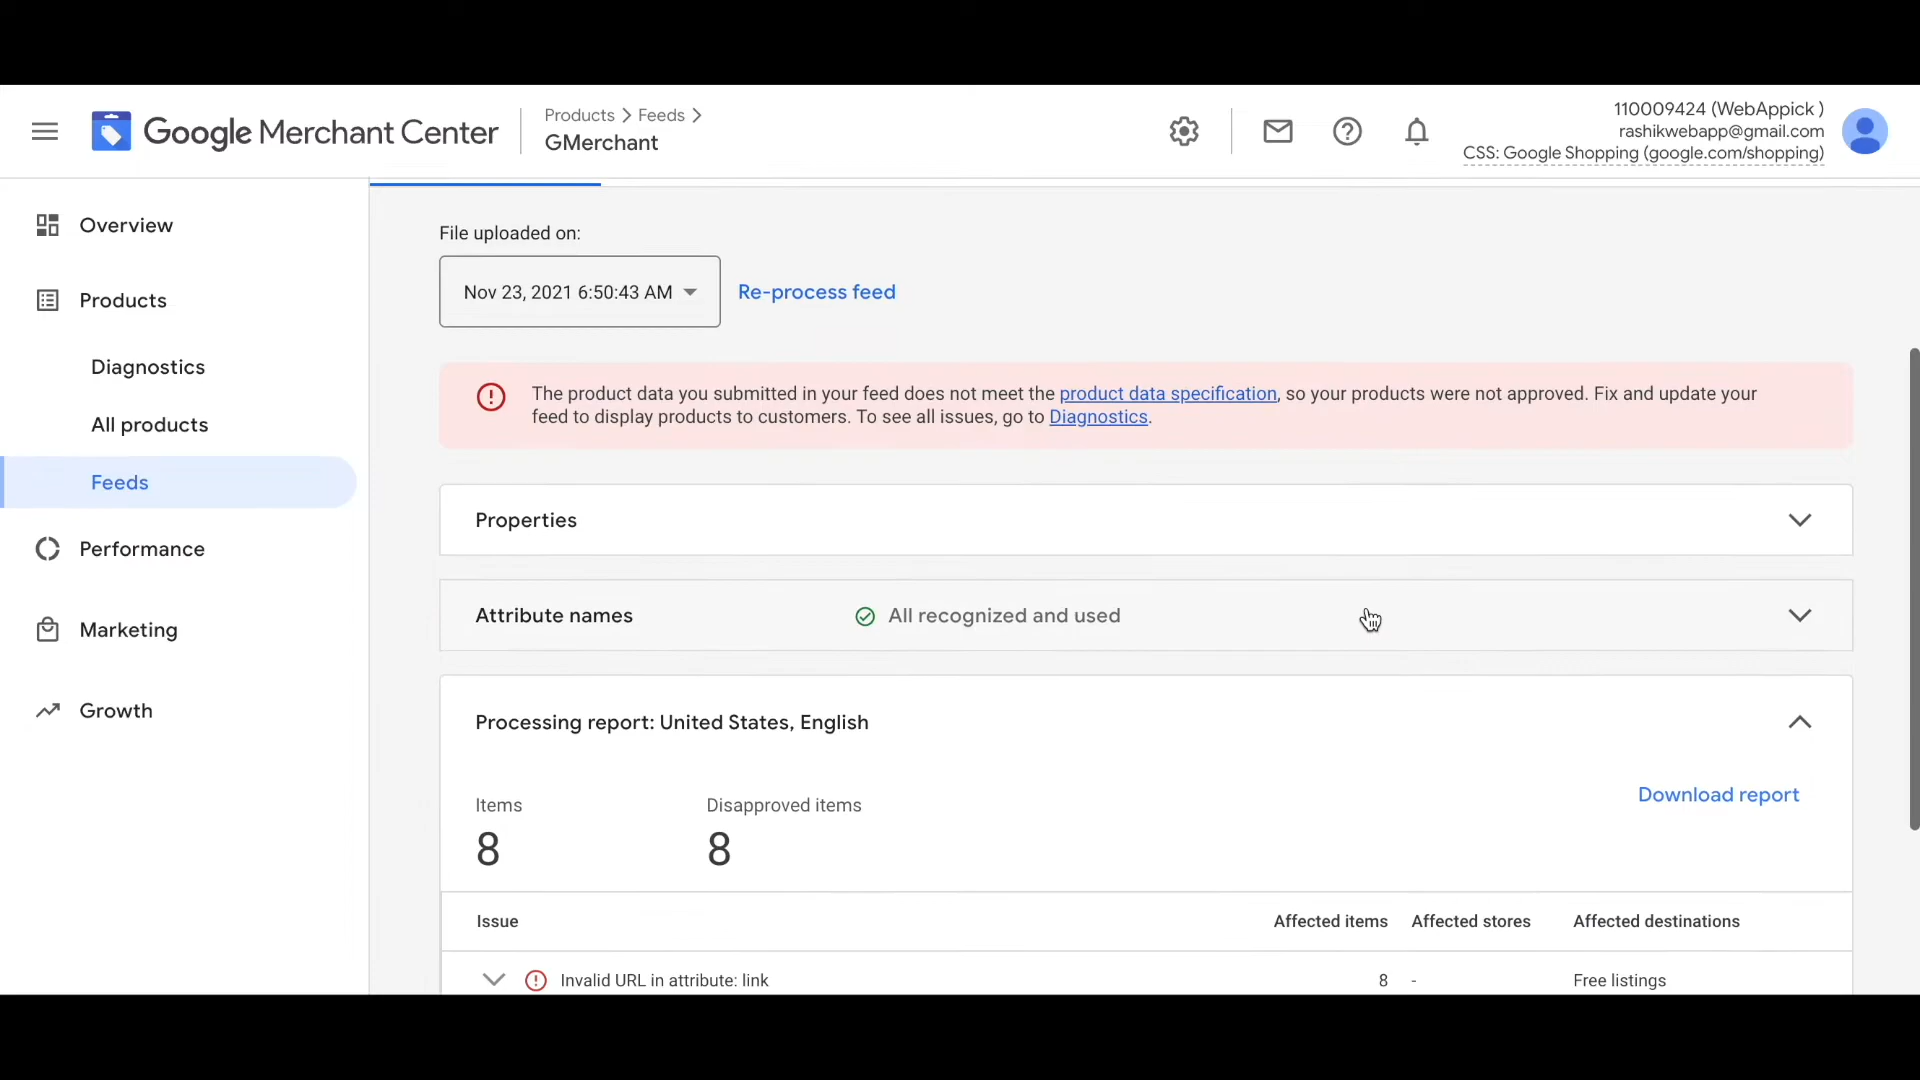 Google Merchant Center
Products > Feeds >
GMerchant
110009424 (WebAppick )
rashikwebapp@gmail.com
CSS: Google Shopping (google.com/shopping)
Overview
Products
Diagnostics
All products
Feeds
Performance
Marketing
Growth
File uploaded on:
Nov 23, 2021 6:50:43 AM
Re-process feed
The product data you submitted in your feed does not meet the product data specification, so your products were not approved. Fix and update your
feed to display products to customers. To see all issues, go to Diagnostics.
Properties
Attribute names All recognized and used
Processing report: United States, English
Items Disapproved items
8 8
Download report
Issue Affected items Affected stores Affected destinations
Invalid URL in attribute: link 8 - Free listings